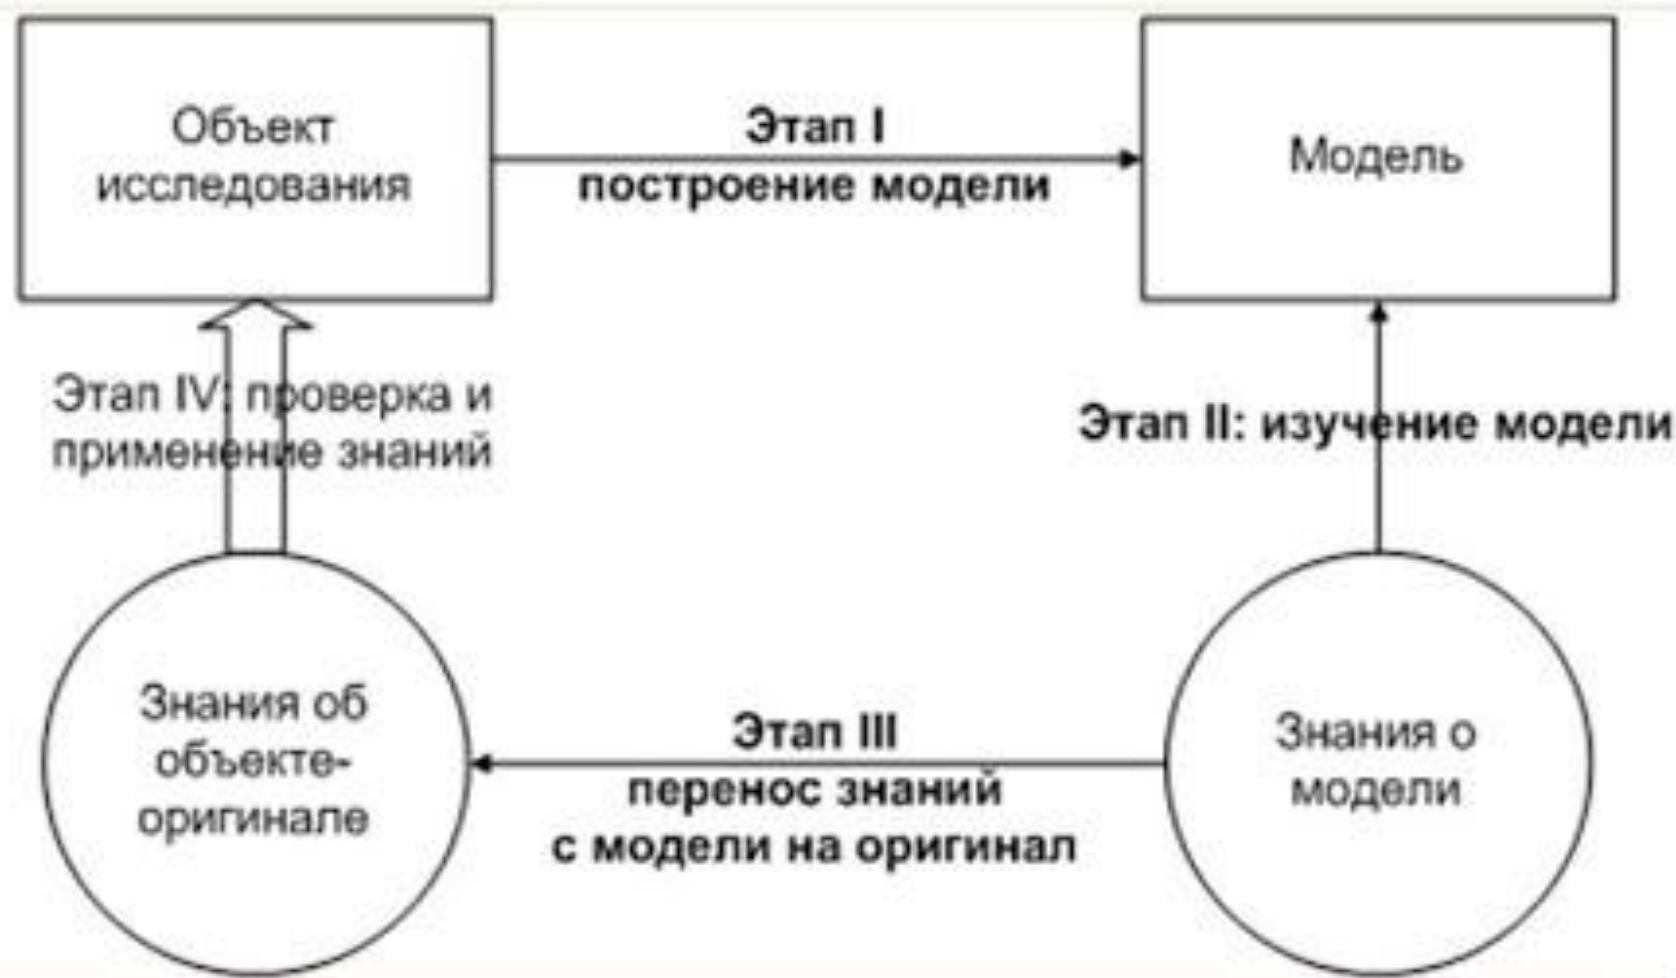 Объект
исследования
Этап I
построение модели
Модель
Этап IV: проверка и
применение знаний
Этап II: изучение модели
Знания об
объекте-
оригинале
Этап III
перенос знаний
с модели на оригинал
Знания о
модели